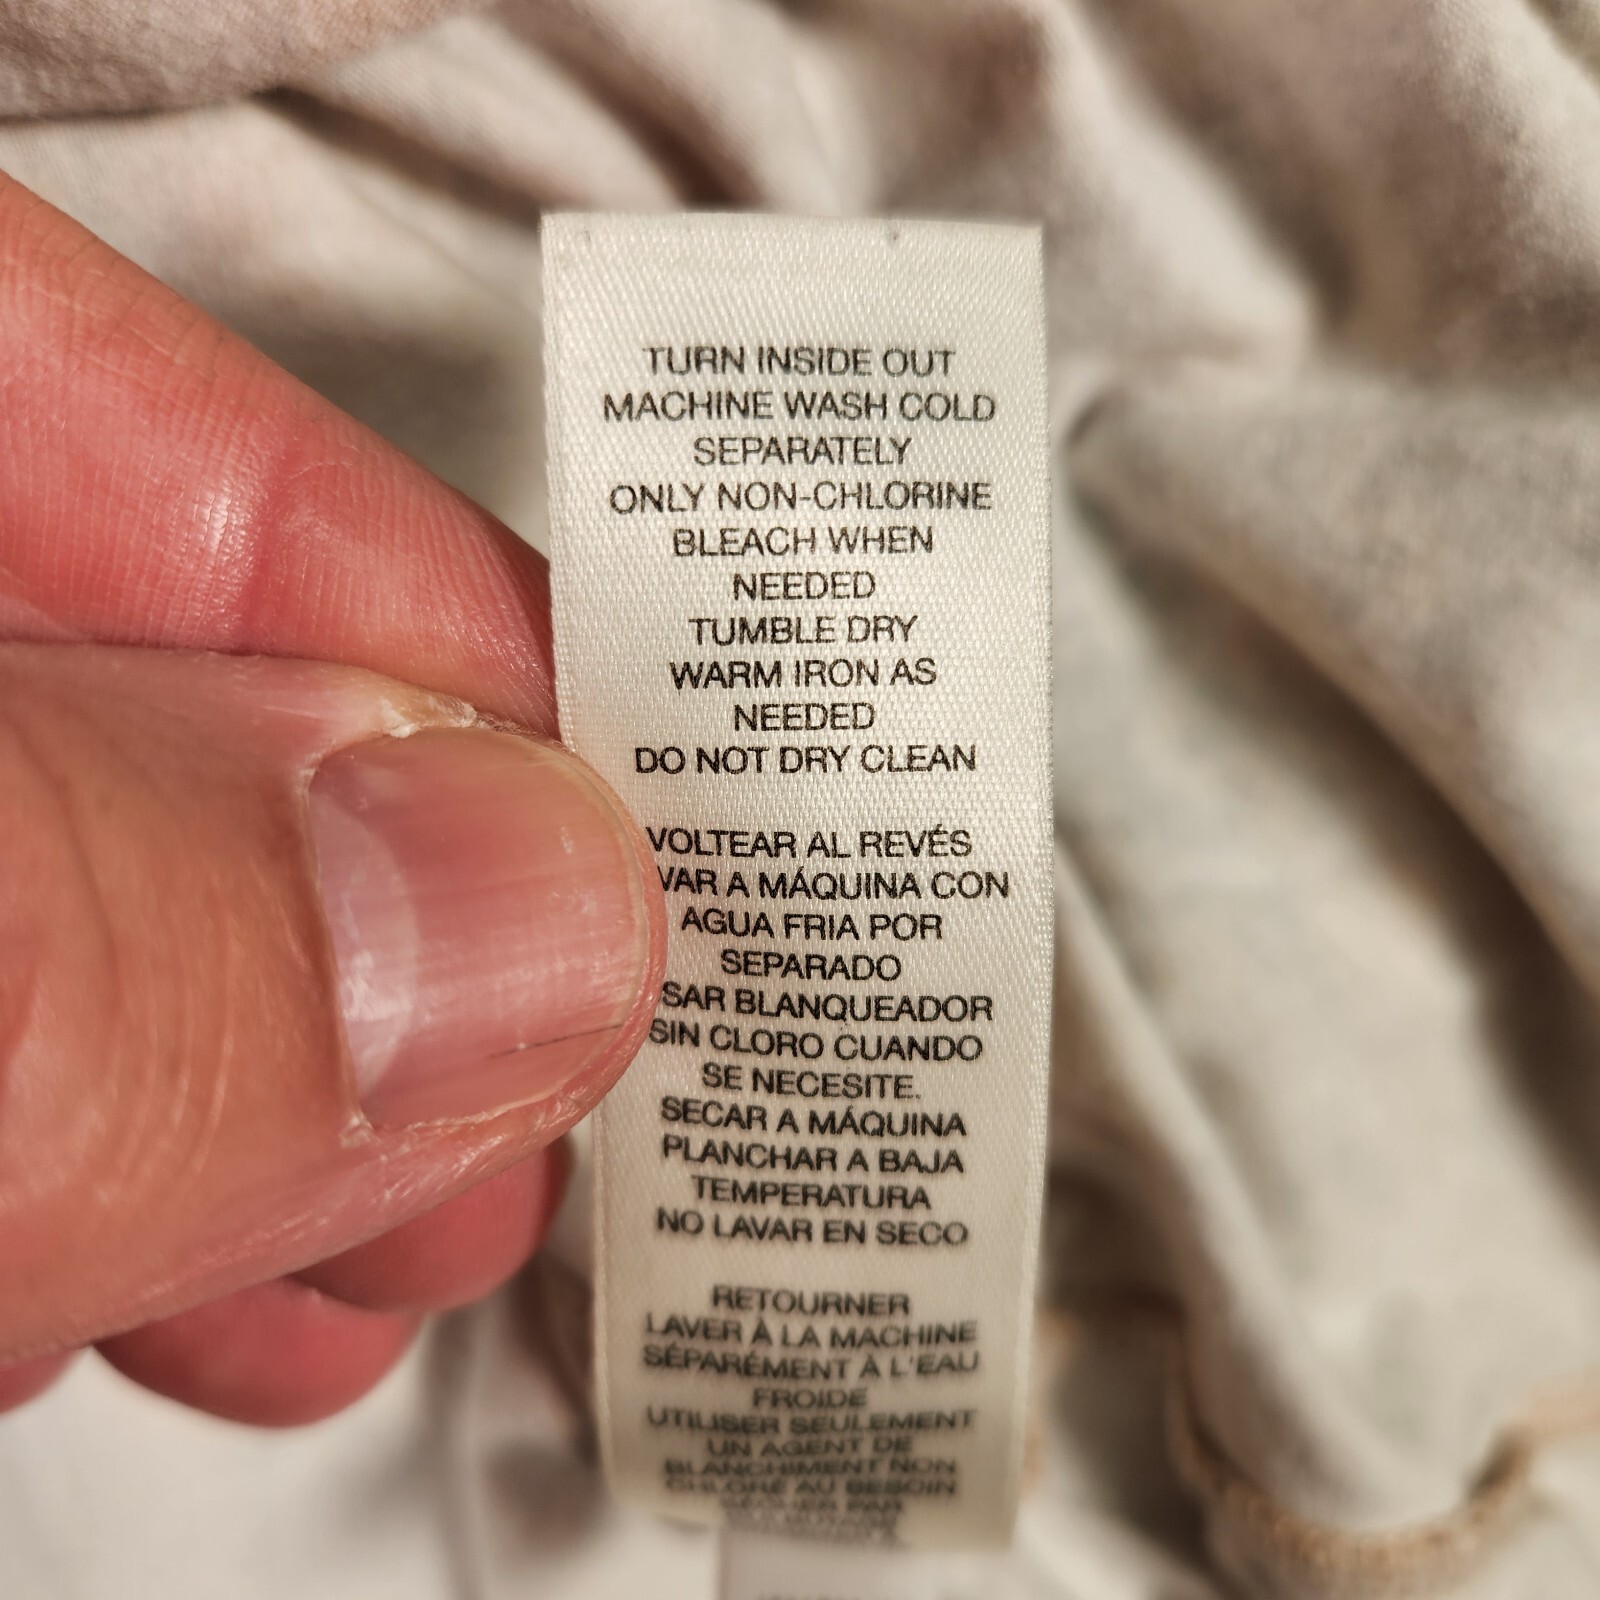 TURN INSIDE OUT
MACHINE WASH COLD
SEPARATELY
ONLY NON-CHLORINE
BLEACH WHEN
NEEDED
TUMBLE DRY
WARM IRON AS
NEEDED
DO NOT DRY CLEAN
VOLTEAR AL REVÉS
VAR A MÁQUINA CON
AGUA FRIA POR
SEPARADO
SAR BLANQUEADOR
SIN CLORO CUANDO
SE NECESITE.
SECAR A MÁQUINA
PLANCHAR A BAJA
TEMPERATURA
NO LAVAR EN SECO
RETOURNER
LAVER À LA MACHINE
SÉPARÉMENT À L'EAU
FROIDE
UTILISER SEULEMENT
UN AGENT DE
BLANCHIMENT NON
CHLORÉ AU BESOIN
SÉCHER PAR